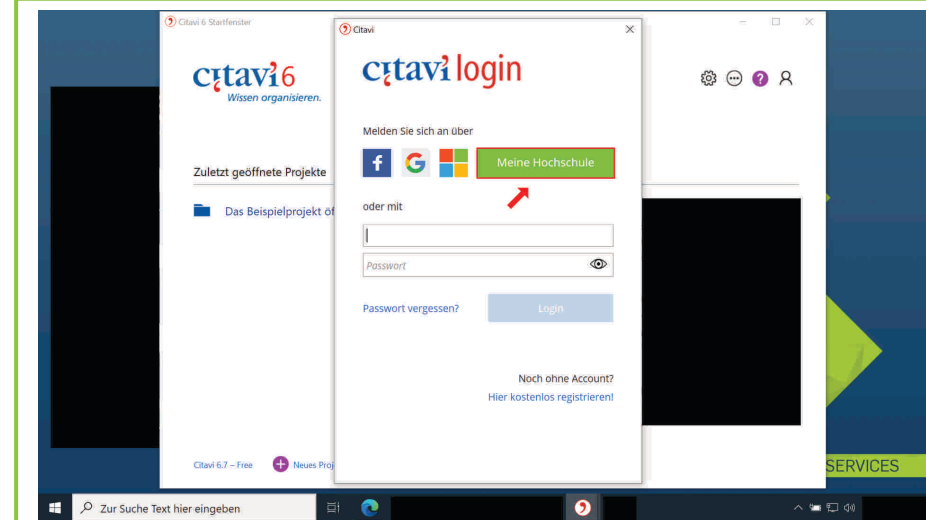 Citavi 6 Startfenster
Citavi
citavi 6
Wissen organisieren.
citavi login
Melden Sie sich an über
Meine Hochschule
Zuletzt geöffnete Projekte
Das Beispielprojekt öf
oder mit
Passwort
Passwort vergessen?
Login
Noch ohne Account?
Hier kostenlos registrieren!
Citavi 6.7 – Free
Neues Proj
SERVICES
Zur Suche Text hier eingeben